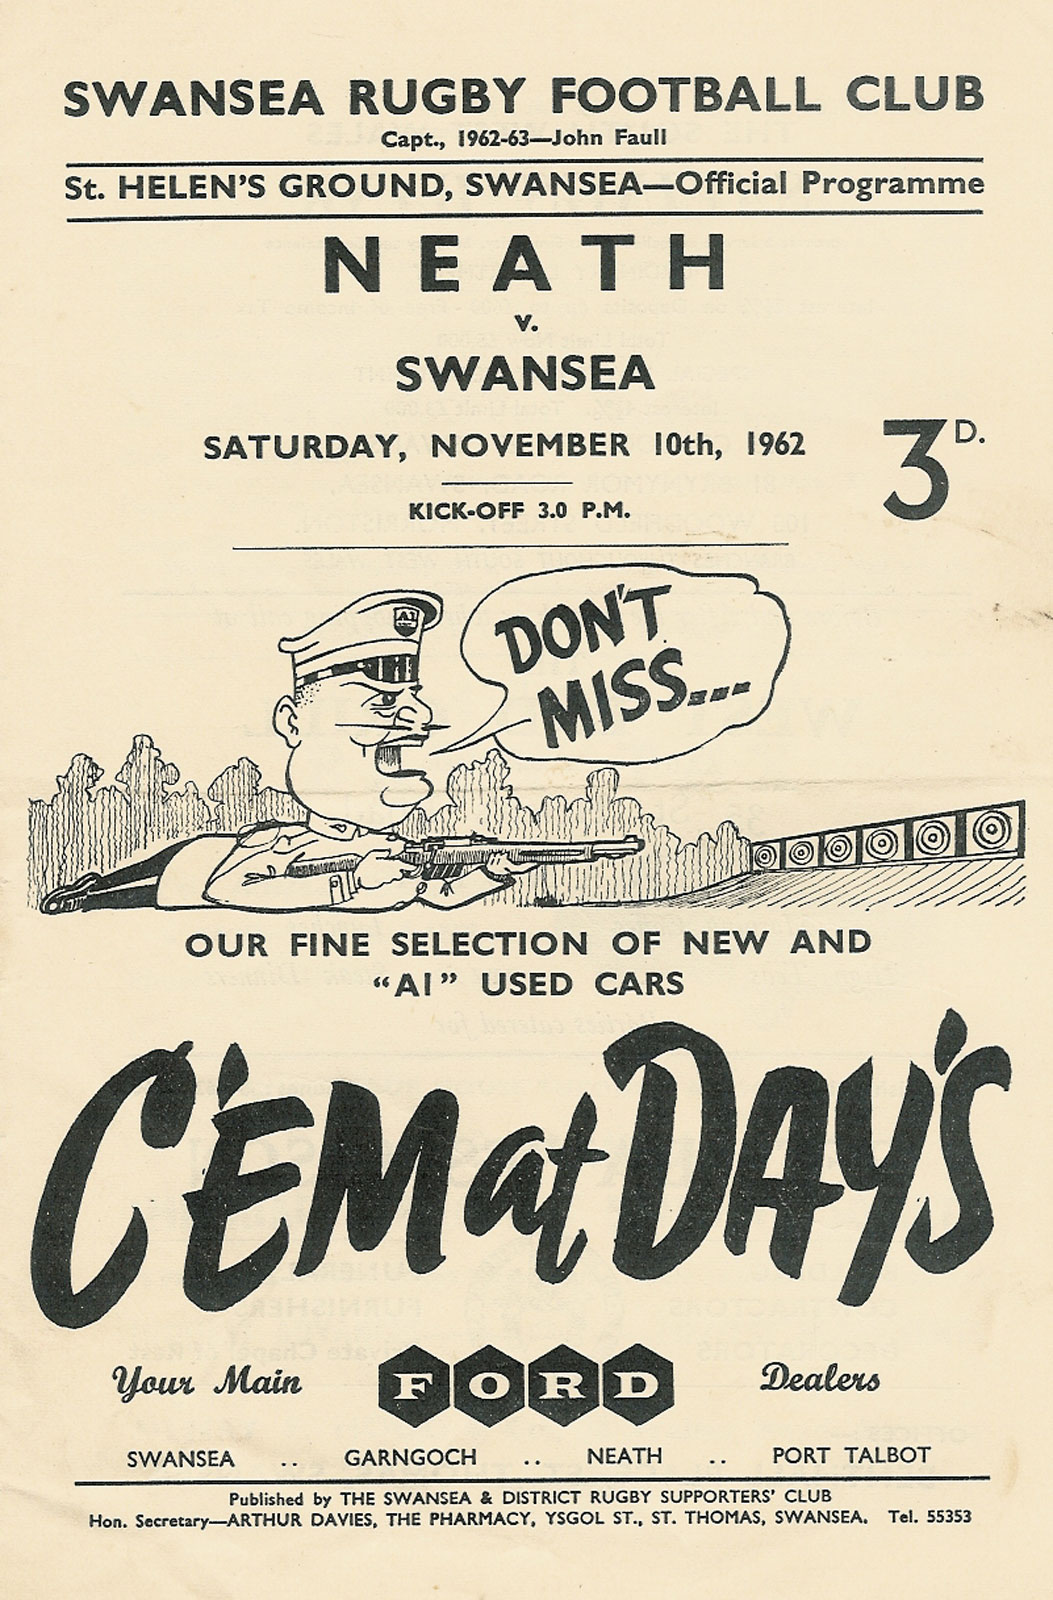 SWANSEA RUGBY FOOTBALL CLUB
Capt., 1962-63—John Faull
St. HELEN'S GROUND, SWANSEA—Official Programme
NEATH
v.
SWANSEA
SATURDAY, NOVEMBER 10th, 1962
3D.
KICK-OFF 3.0 P.M.
A1
DON'T
MISS...
OUR FINE SELECTION OF NEW AND
“A1” USED CARS
C'EM at DAY'S
Your Main FORD Dealers
SWANSEA .. GARNGOCH .. NEATH .. PORT TALBOT
Published by THE SWANSEA & DISTRICT RUGBY SUPPORTERS' CLUB
Hon. Secretary—ARTHUR DAVIES, THE PHARMACY, YSGOL ST., ST. THOMAS, SWANSEA. Tel. 55353